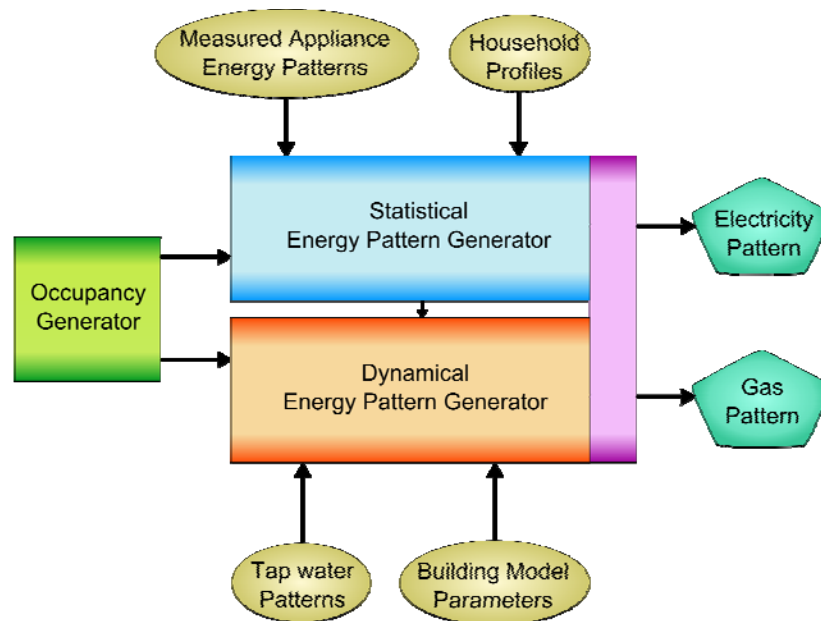 Measured Appliance
Energy Patterns
Household
Profiles
Statistical
Energy Pattern Generator
Electricity
Pattern
Occupancy
Generator
Dynamical
Energy Pattern Generator
Gas
Pattern
Tap water
Patterns
Building Model
Parameters